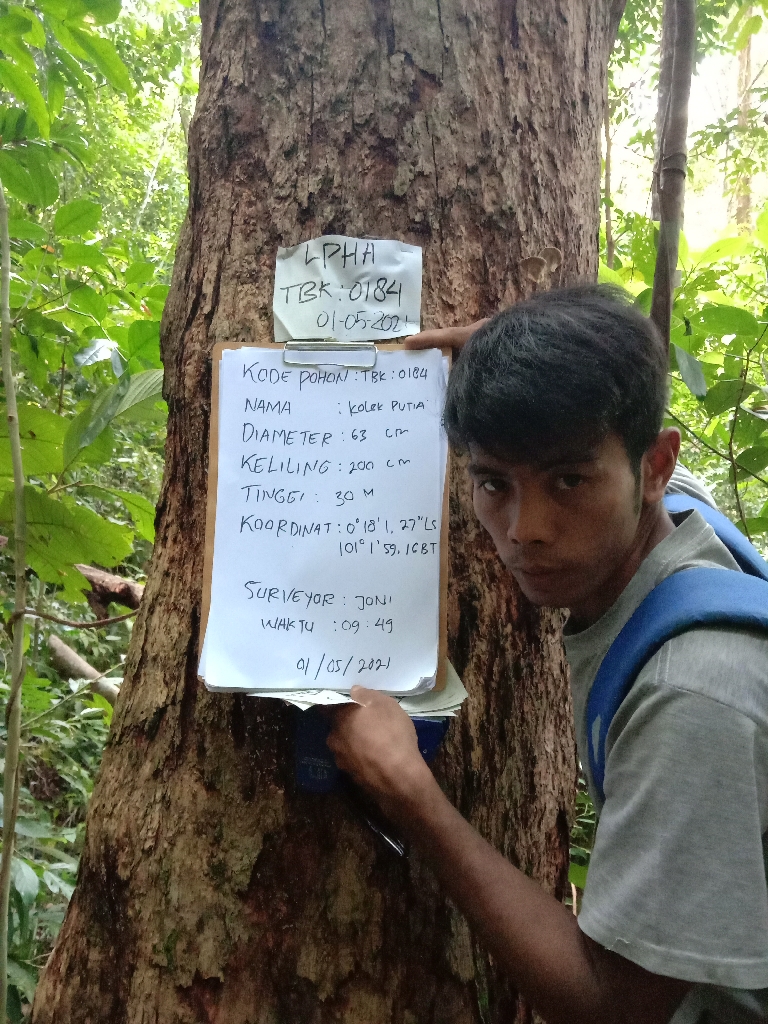 LPHA
TBK : 0184
01-05-2021
KODE POHON : TBK : 0184
NAMA : KOLEK PUTIA
DIAMETER : 63 cm
KELILING : 200 cm
TINGGI : 30 M
KOORDINAT : 0°18'1,27"LS
101°1'59.16BT
SURVEYOR : JONI
WAKTU : 09:49
01/05/2021